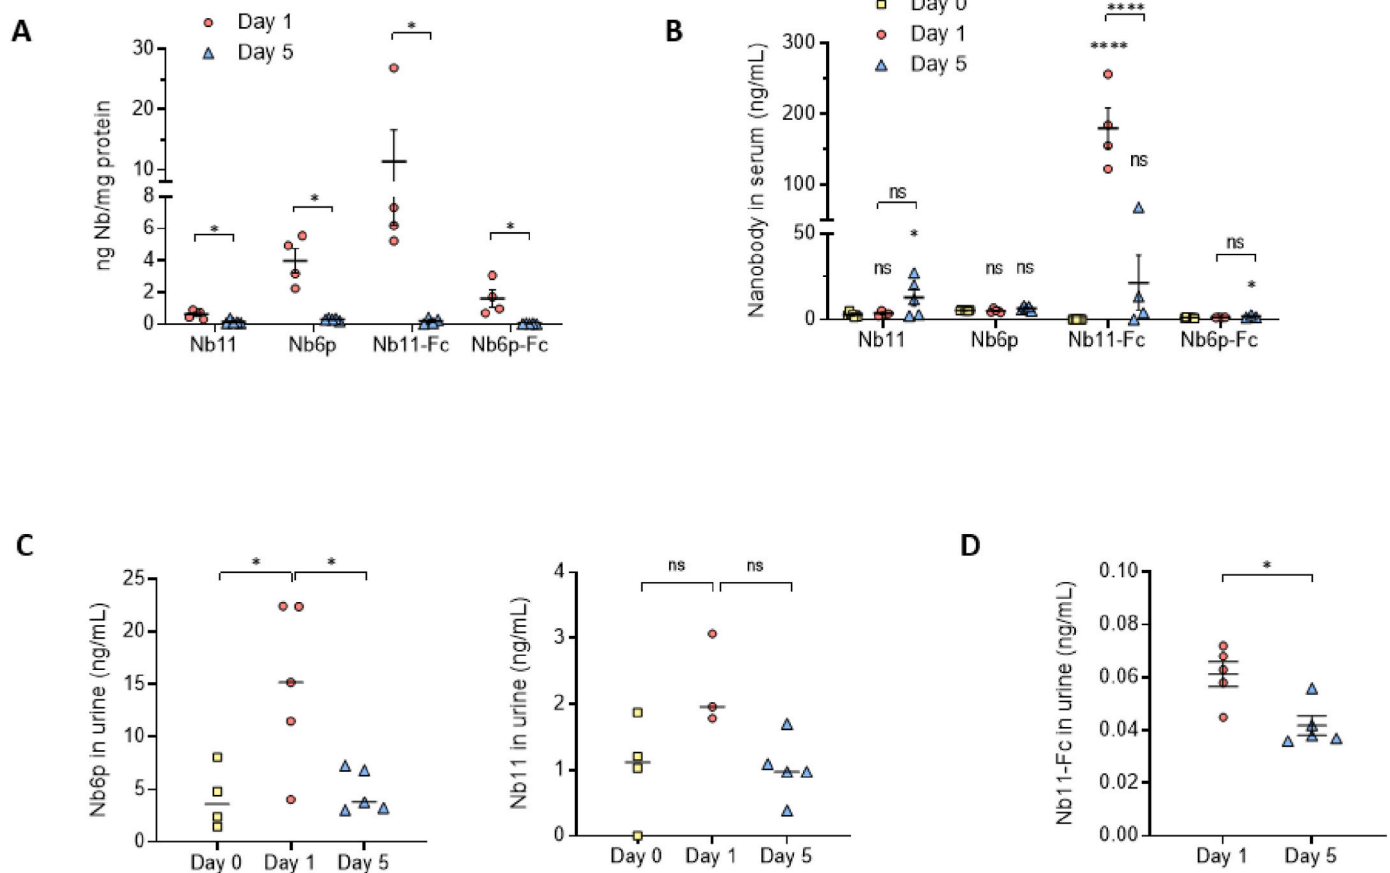 A
Day 1
Day 5
ng Nb/mg protein
30
20
10
8
6
4
2
0
*
*
*
*
Nb11 Nb6p Nb11-Fc Nb6p-Fc
B
Day 0
Day 1
Day 5
Nanobody in serum (ng/mL)
300
200
100
50
0
****
****
ns
ns
*
ns
ns
ns
ns
*
Nb11 Nb6p Nb11-Fc Nb6p-Fc
C
Nb6p in urine (ng/mL)
25
20
15
10
5
0
*
*
Day 0 Day 1 Day 5
Nb11 in urine (ng/mL)
4
3
2
1
0
ns
ns
Day 0 Day 1 Day 5
D
Nb11-Fc in urine (ng/mL)
0.10
0.08
0.06
0.04
0.02
0.00
*
Day 1 Day 5